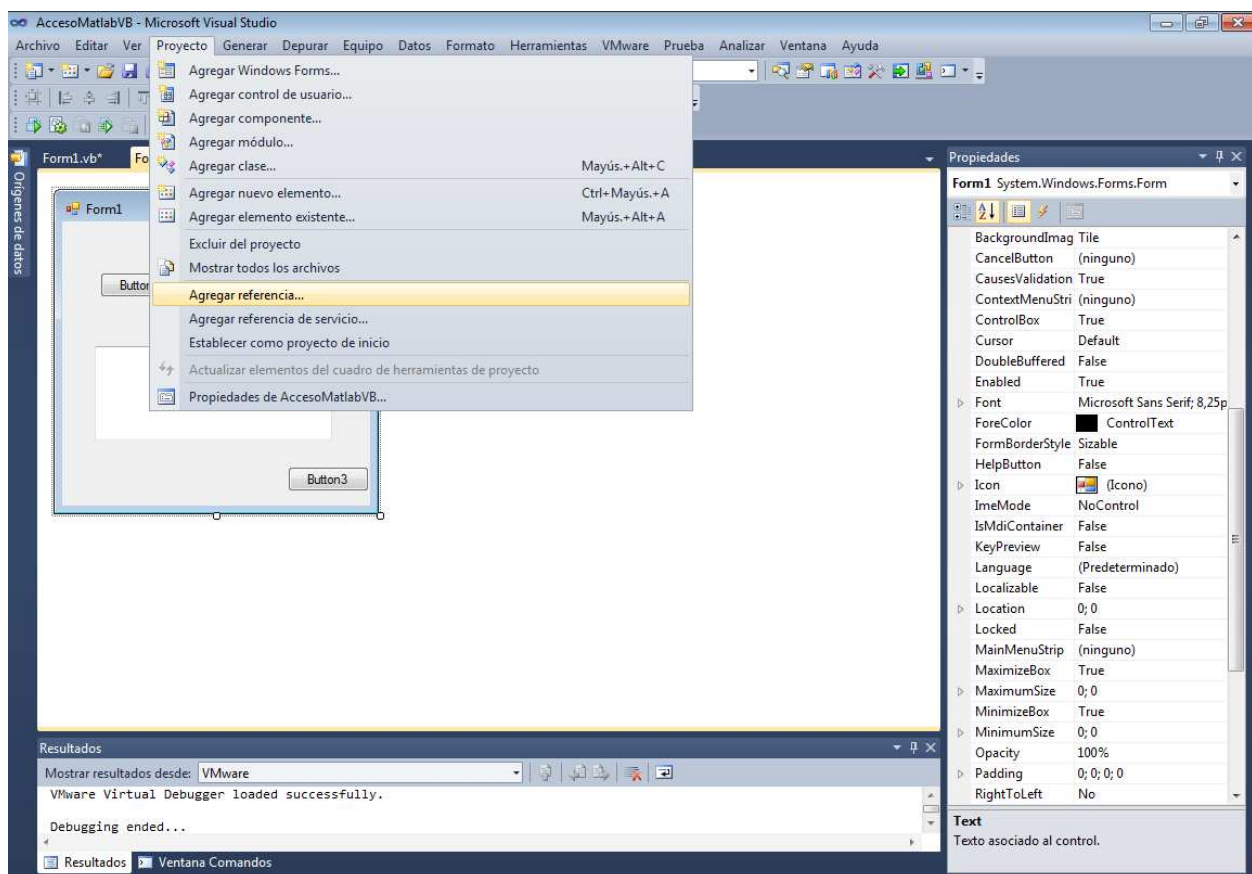 AccesoMatlabVB - Microsoft Visual Studio
Archivo Editar Ver Proyecto Generar Depurar Equipo Datos Formato Herramientas VMware Prueba Analizar Ventana Ayuda
Agregar Windows Forms...
Agregar control de usuario...
Agregar componente...
Agregar módulo...
Agregar clase... Mayús.+Alt+C
Agregar nuevo elemento... Ctrl+Mayús.+A
Agregar elemento existente... Mayús.+Alt+A
Excluir del proyecto
Mostrar todos los archivos
Agregar referencia...
Agregar referencia de servicio...
Establecer como proyecto de inicio
Actualizar elementos del cuadro de herramientas de proyecto
Propiedades de AccesoMatlabVB...
Orígenes de datos
Form1.vb* Fo
Form1
Button
Button3
Propiedades
Form1 System.Windows.Forms.Form
BackgroundImag Tile
CancelButton (ninguno)
CausesValidation True
ContextMenuStri (ninguno)
ControlBox True
Cursor Default
DoubleBuffered False
Enabled True
Font Microsoft Sans Serif; 8,25p
ForeColor ControlText
FormBorderStyle Sizable
HelpButton False
Icon (Icono)
ImeMode NoControl
IsMdiContainer False
KeyPreview False
Language (Predeterminado)
Localizable False
Location 0; 0
Locked False
MainMenuStrip (ninguno)
MaximizeBox True
MaximumSize 0; 0
MinimizeBox True
MinimumSize 0; 0
Opacity 100%
Padding 0; 0; 0; 0
RightToLeft No
Text
Texto asociado al control.
Resultados
Mostrar resultados desde: VMware
VMware Virtual Debugger loaded successfully.
Debugging ended...
Resultados Ventana Comandos